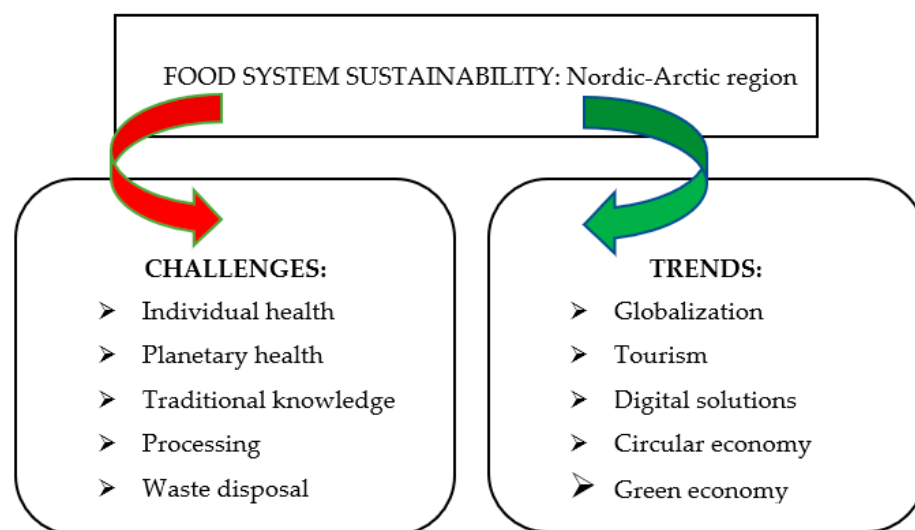 FOOD SYSTEM SUSTAINABILITY: Nordic-Arctic region
CHALLENGES:
Individual health
Planetary health
Traditional knowledge
Processing
Waste disposal
TRENDS:
Globalization
Tourism
Digital solutions
Circular economy
Green economy